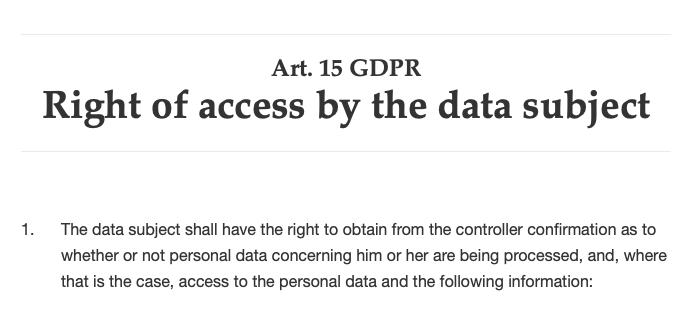 Art. 15 GDPR
Right of access by the data subject
1. The data subject shall have the right to obtain from the controller confirmation as to
whether or not personal data concerning him or her are being processed, and, where
that is the case, access to the personal data and the following information: